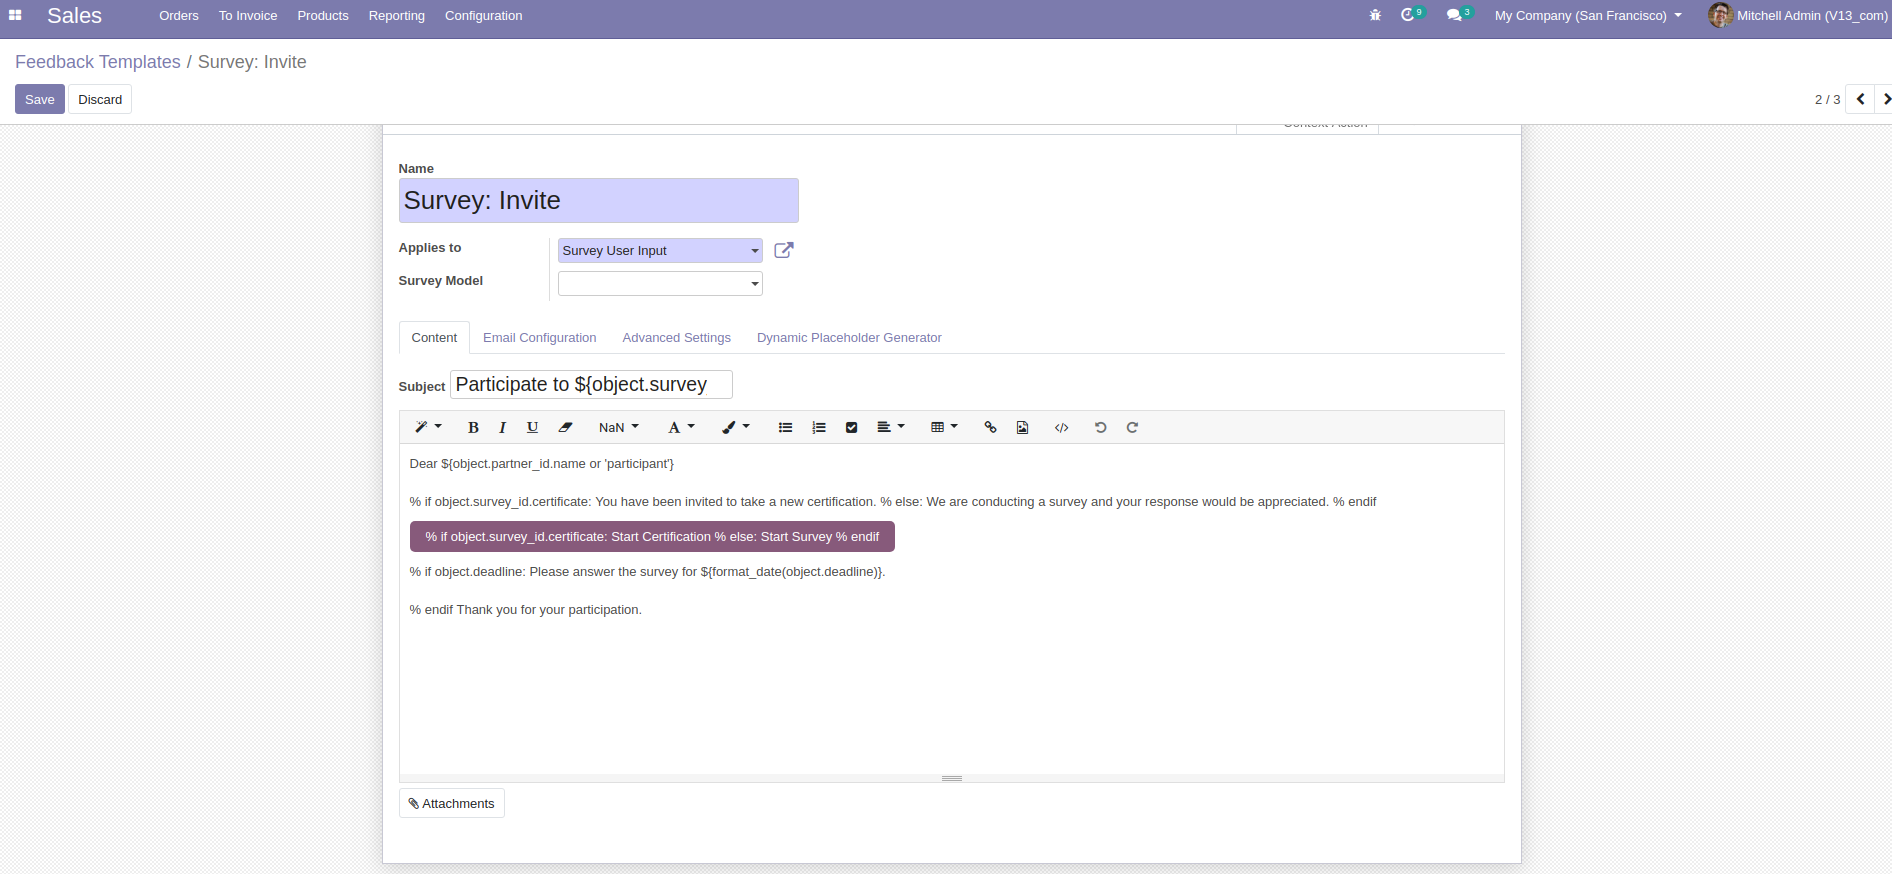 Sales Orders To Invoice Products Reporting Configuration 9 3 My Company (San Francisco) Mitchell Admin (V13_com)
Feedback Templates / Survey: Invite
Save Discard 2 / 3
Context Action
Name
Survey: Invite
Applies to Survey User Input
Survey Model
Content Email Configuration Advanced Settings Dynamic Placeholder Generator
Subject Participate to ${object.survey
B I U NaN A
Dear ${object.partner_id.name or 'participant'}
% if object.survey_id.certificate: You have been invited to take a new certification. % else: We are conducting a survey and your response would be appreciated. % endif
% if object.survey_id.certificate: Start Certification % else: Start Survey % endif
% if object.deadline: Please answer the survey for ${format_date(object.deadline)}.
% endif Thank you for your participation.
Attachments